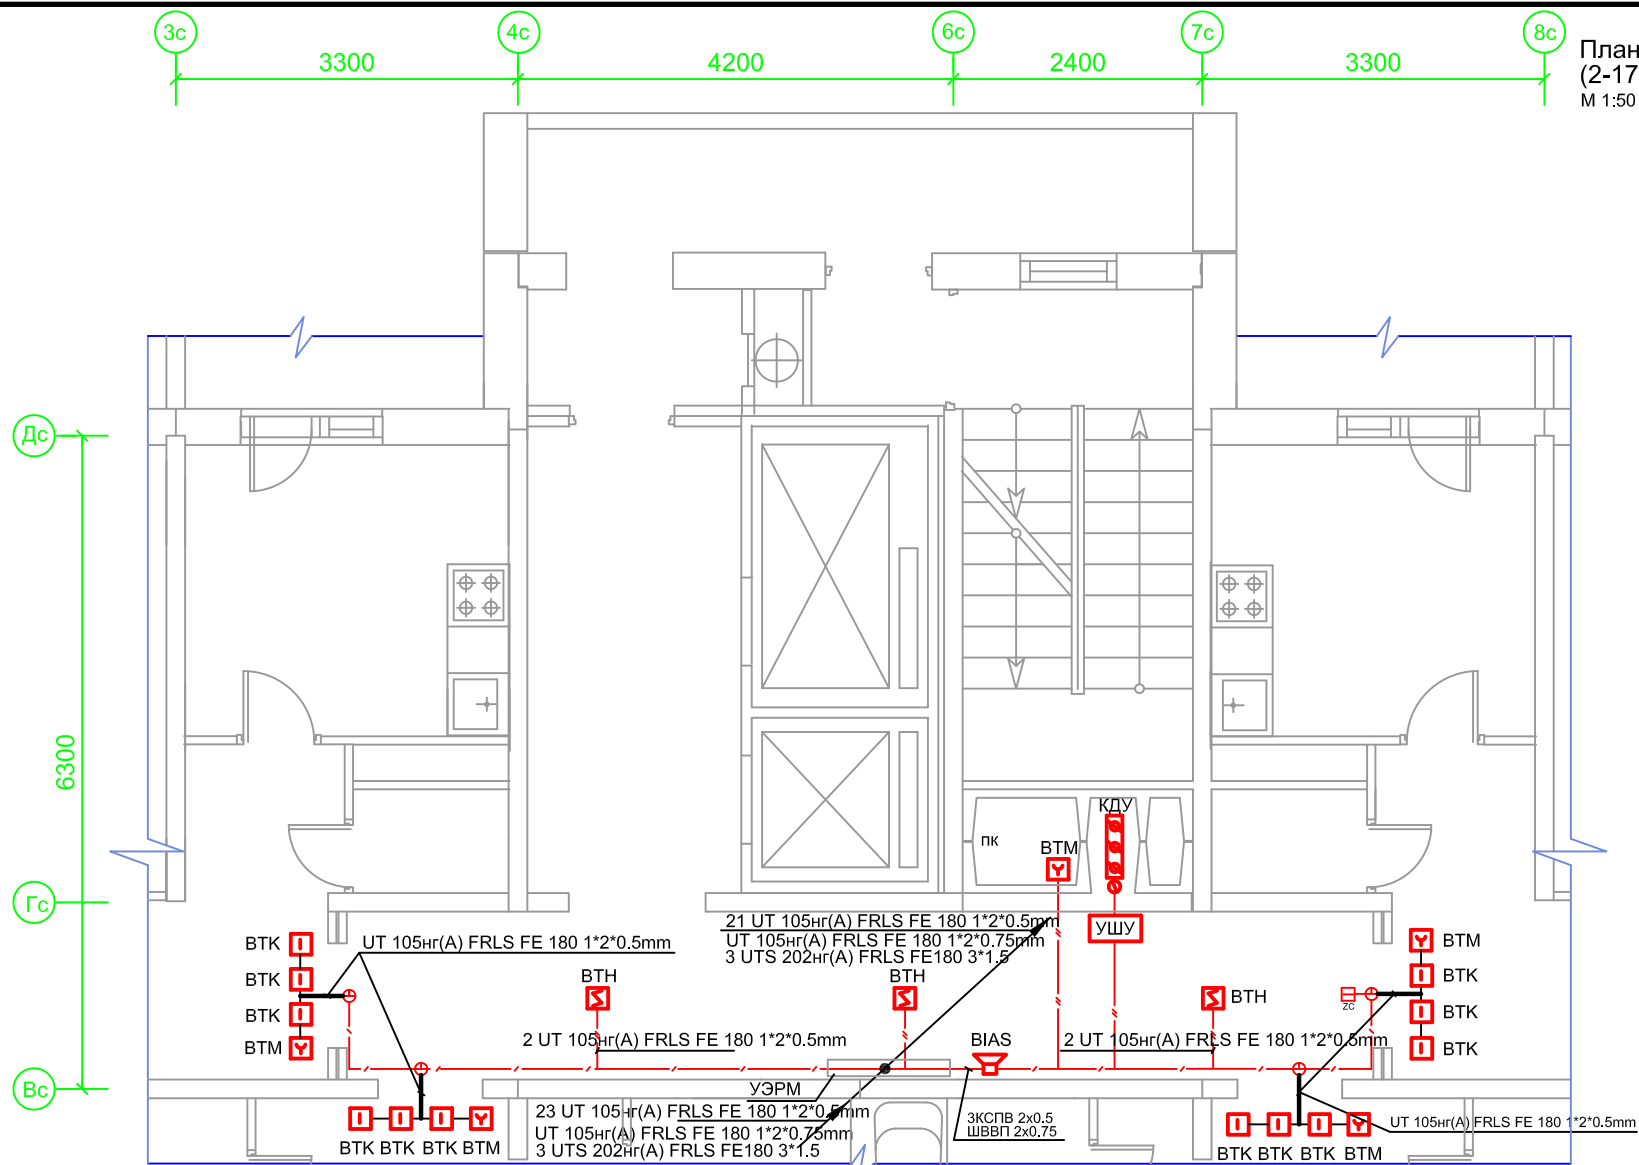 3с
4с
6с
7с
8с
3300
4200
2400
3300
План
(2-17
М 1:50
Дс
6300
Гс
Вс
КДУ
ПК
ВТМ
УШУ
21 UT 105нг(А) FRLS FE 180 1*2*0.5mm
UT 105нг(А) FRLS FE 180 1*2*0.75mm
3 UTS 202нг(А) FRLS FE180 3*1.5
ВТК
UT 105нг(А) FRLS FE 180 1*2*0.5mm
ВТК
ВТК
ВТМ
ВТН
ВТН
ВТН
ВТМ
ВТК
ВТК
ВТК
ZC
2 UT 105нг(А) FRLS FE 180 1*2*0.5mm
BIAS
2 UT 105нг(А) FRLS FE 180 1*2*0.5mm
УЭРМ
23 UT 105нг(А) FRLS FE 180 1*2*0.5mm
UT 105нг(А) FRLS FE 180 1*2*0.75mm
3 UTS 202нг(А) FRLS FE180 3*1.5
3КСПВ 2х0.5
ШВВП 2х0.75
UT 105нг(А) FRLS FE 180 1*2*0.5mm
ВТК ВТК ВТК ВТМ
ВТК ВТК ВТК ВТМ